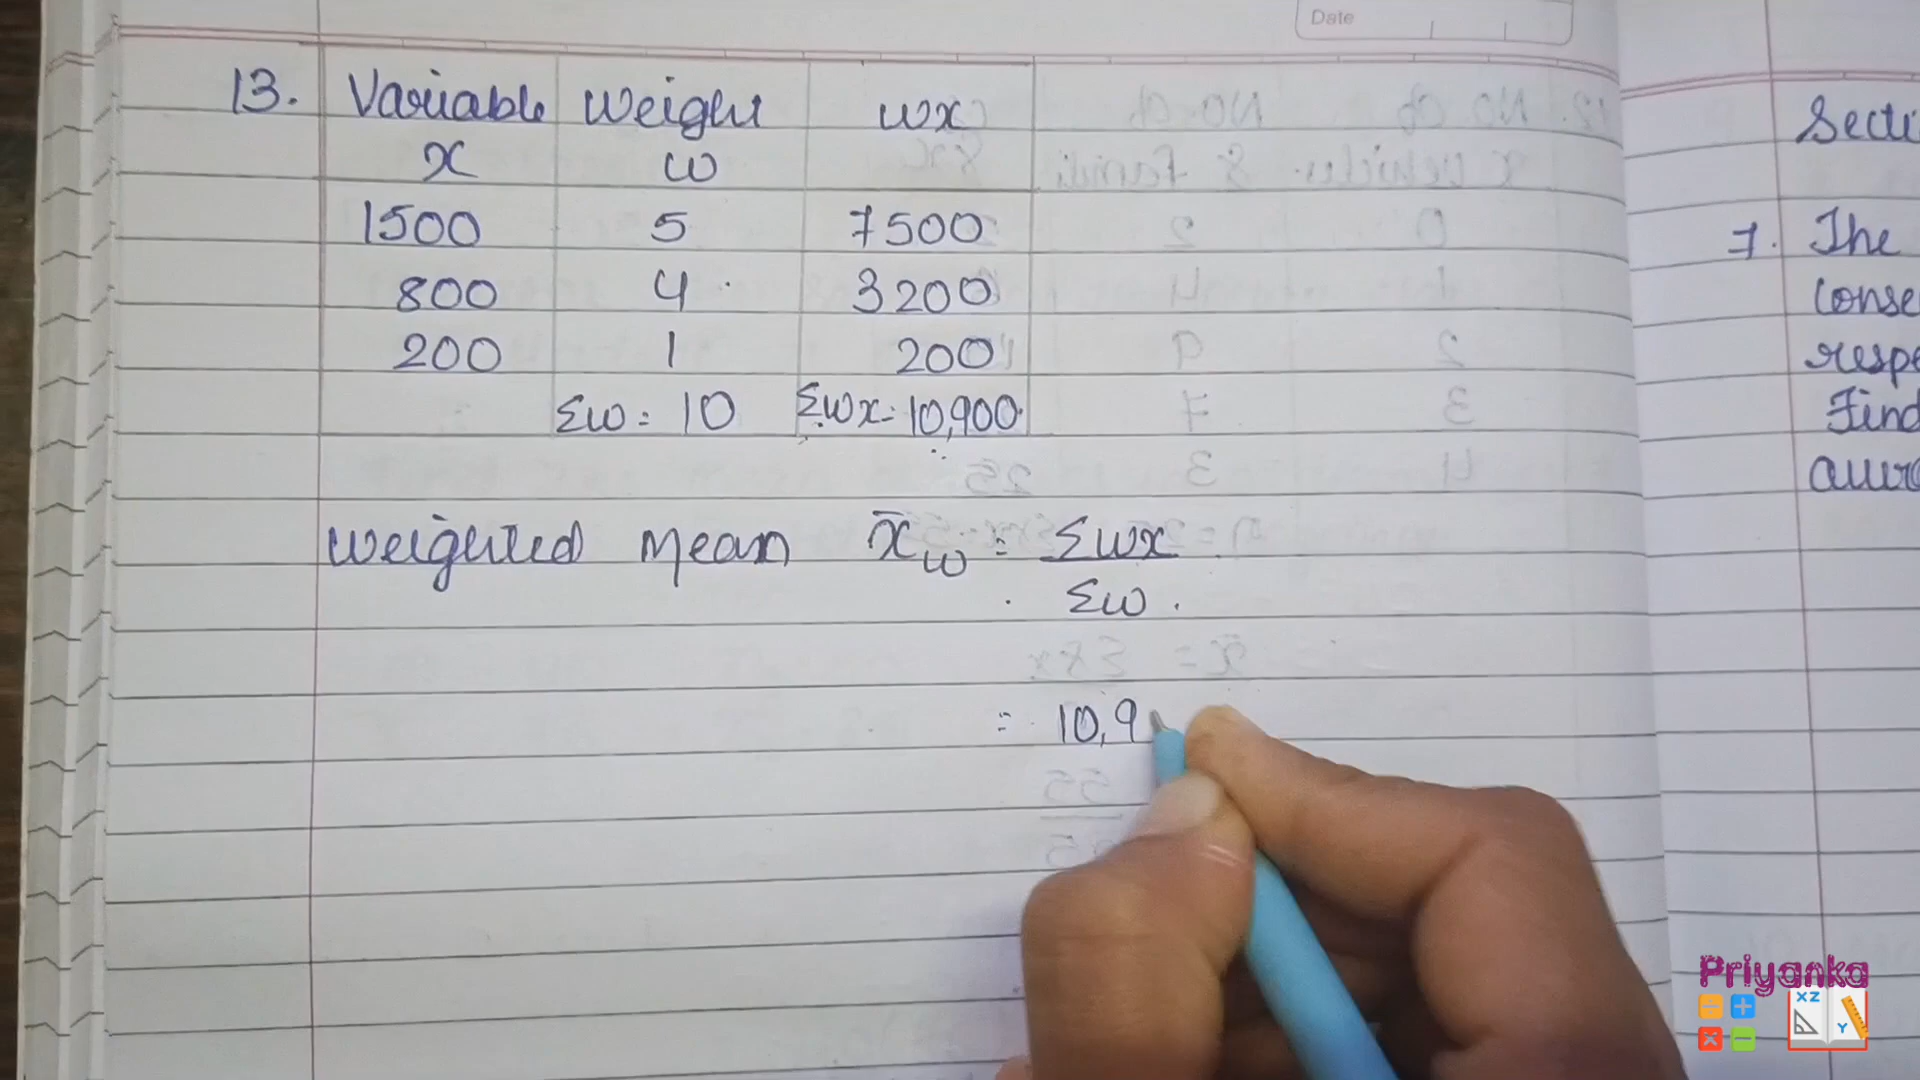 Date
13. Variable Weight wx
x w
1500 5 7500
800 4 3200
200 1 200
Σw = 10 Σwx = 10,900
Weighted Mean x̄w = Σwx
Σw
= 10,9
Secti
7. The
conse
respe
Find
Priyanka
XZ
Y